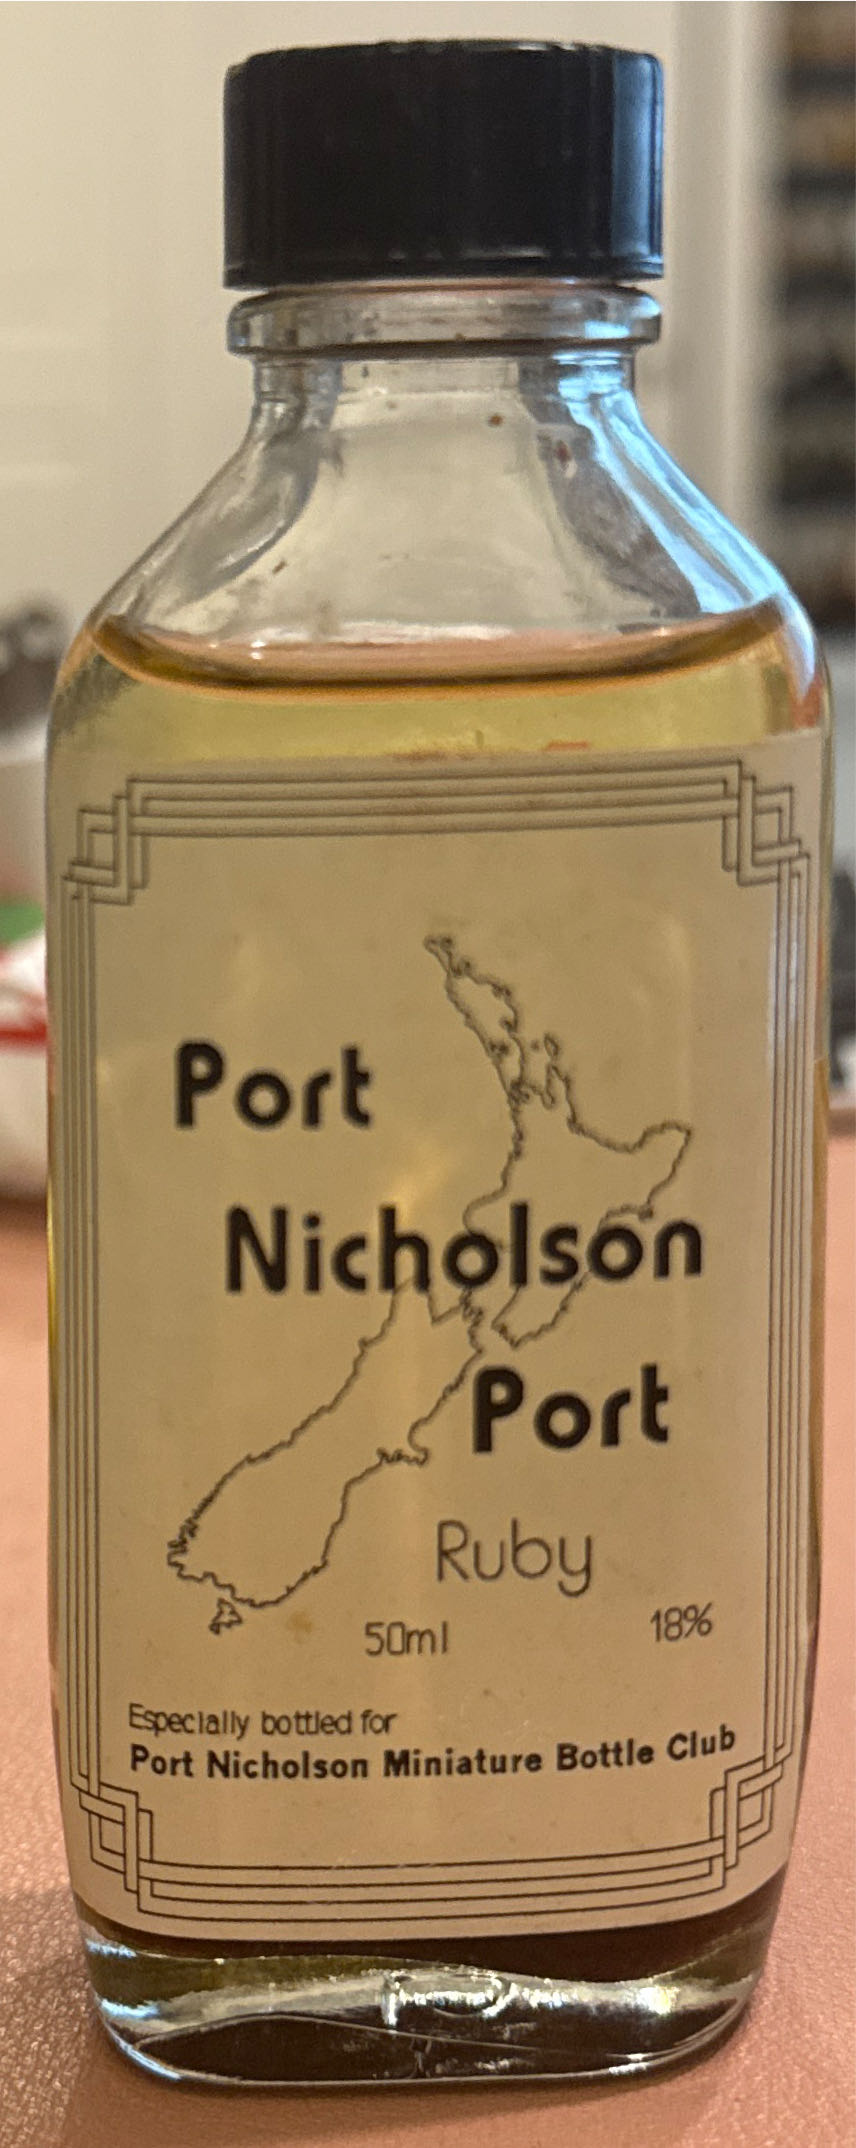 Port
Nicholson
Port
Ruby
50ml 18%
Especially bottled for
Port Nicholson Miniature Bottle Club